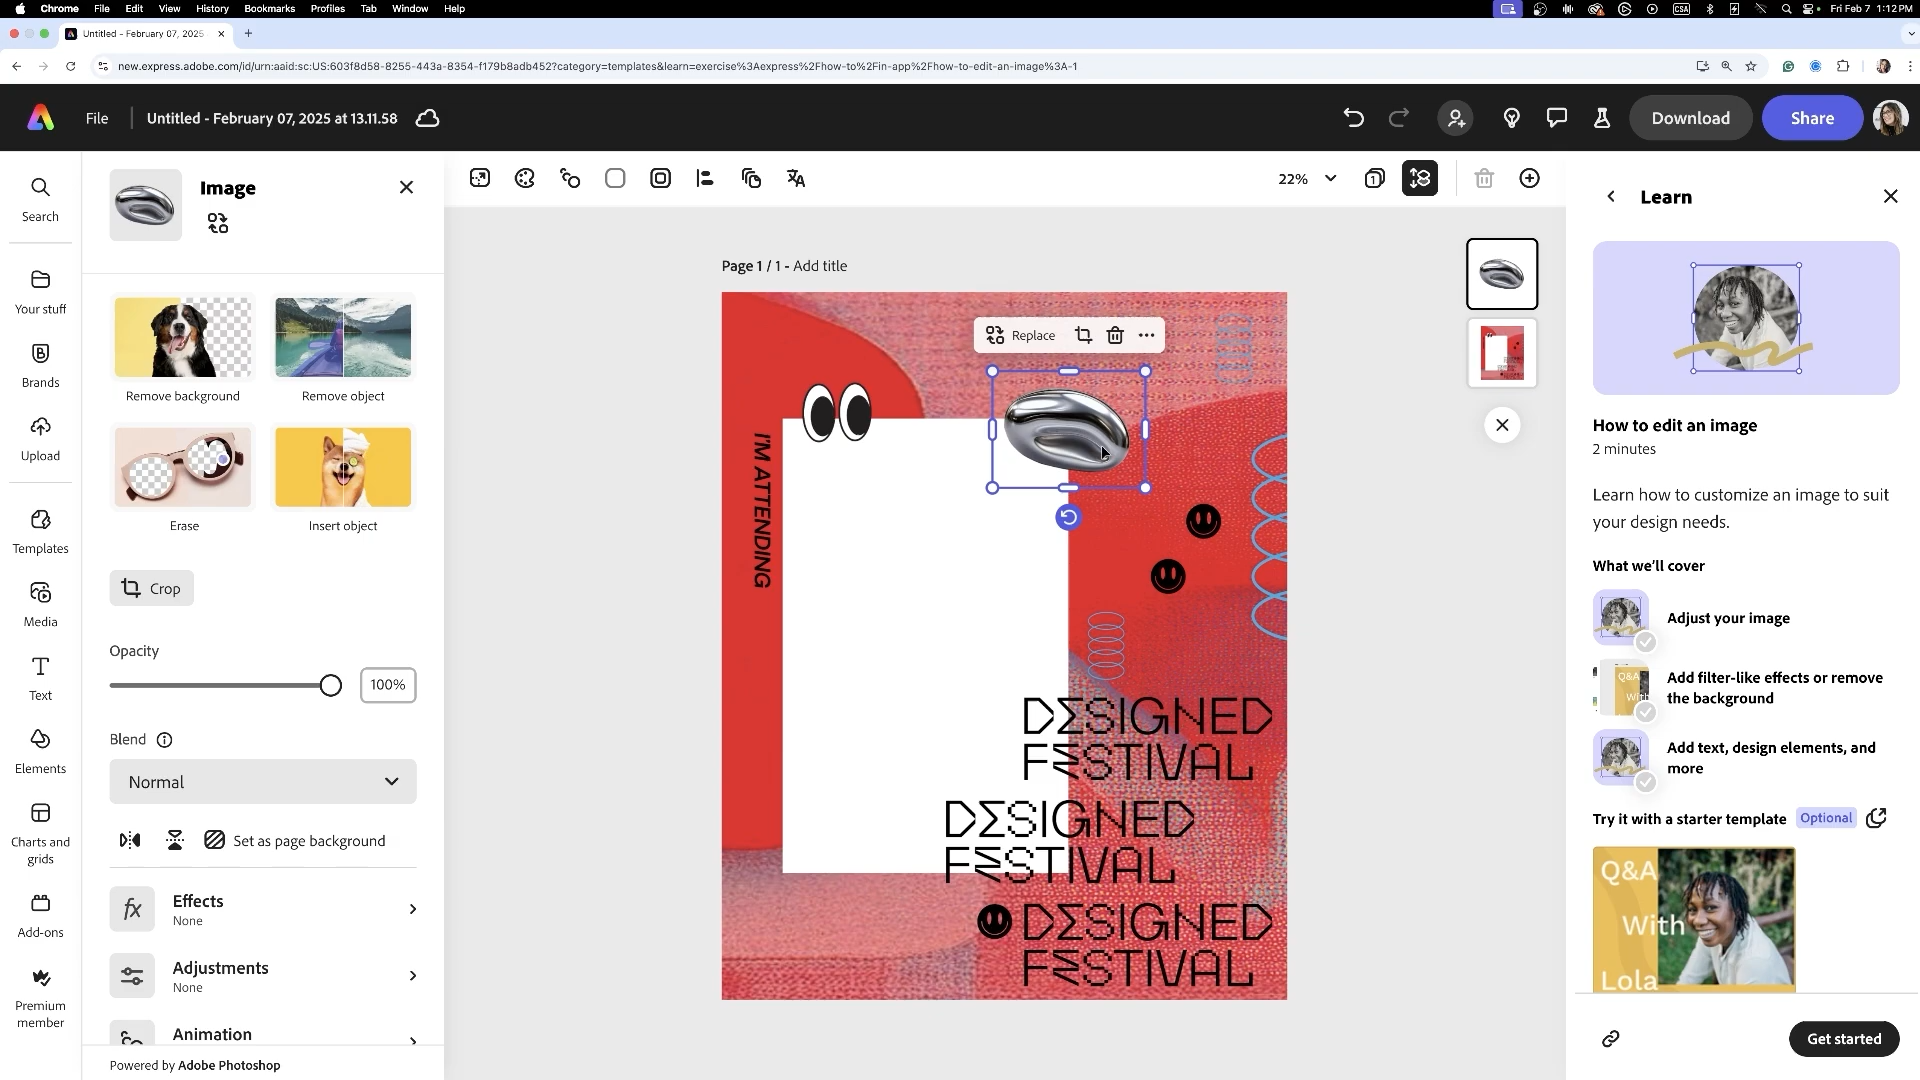 Chrome File Edit View History Bookmarks Profiles Tab Window Help
CSA
Fri Feb 7 1:12 PM
Untitled - February 07, 2025
new.express.adobe.com/id/urn:aaid:sc:US:603f8d58-8255-443a-8354-f179b8adb452?category=templates&learn=exercise%3Aexpress%2Fhow-to%2Fin-app%2Fhow-to-edit-an-image%3A-1
File
Untitled - February 07, 2025 at 13.11.58
Download
Share
Search
Your stuff
Brands
Upload
Templates
Media
Text
Elements
Charts and
grids
Add-ons
Premium
member
Image
Remove background
Remove object
Erase
Insert object
Crop
Opacity
100%
Blend
Normal
Set as page background
Effects
None
Adjustments
None
Animation
Powered by Adobe Photoshop
22%
1
Page 1 / 1 - Add title
Replace
I'M ATTENDING
DESIGNED
FESTIVAL
DESIGNED
FESTIVAL
DESIGNED
FESTIVAL
Learn
How to edit an image
2 minutes
Learn how to customize an image to suit
your design needs.
What we'll cover
Adjust your image
Q&A
With
Add filter-like effects or remove
the background
Add text, design elements, and
more
Try it with a starter template Optional
Q&A
With
Lola
Get started